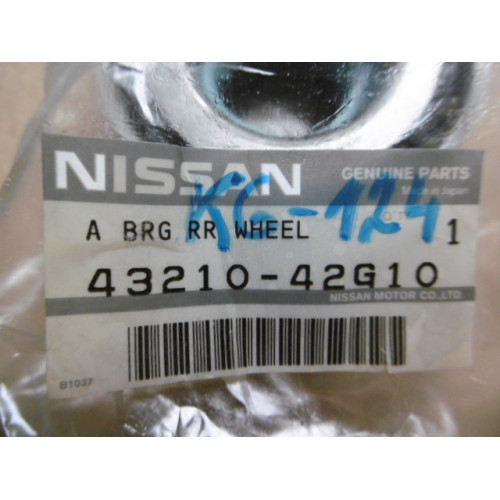 NISSAN GENUINE PARTS
Made in Japan
KG-124
A BRG RR WHEEL 1
43210-42G10
NISSAN MOTOR CO.,LTD.
B1037